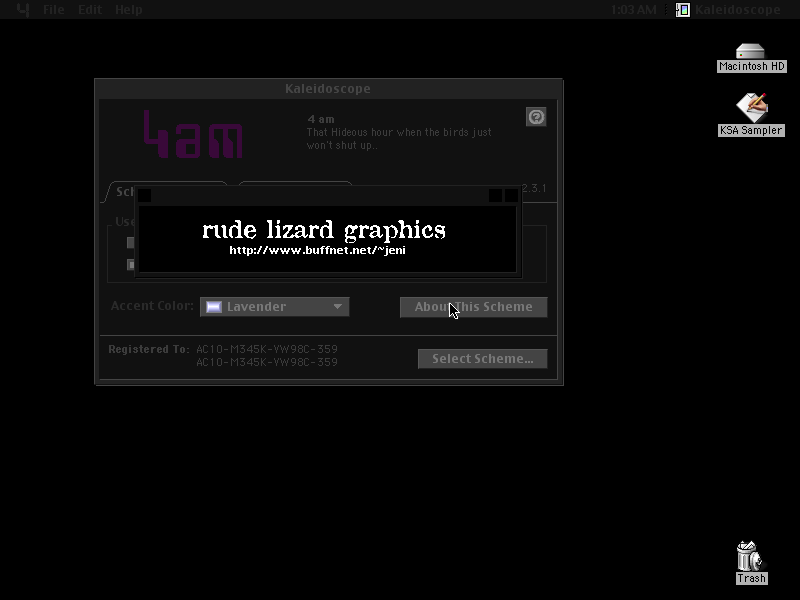 File Edit Help 1:03 AM Kaleidoscope
Macintosh HD
KSA Sampler
Kaleidoscope
4am
4 am
That Hideous hour when the birds just
won't shut up...
2.3.1
rude lizard graphics
http://www.buffnet.net/~jeni
Accent Color: Lavender
About This Scheme
Registered To: AC10-M345K-YW98C-359
AC10-M345K-YW98C-359
Select Scheme...
Trash